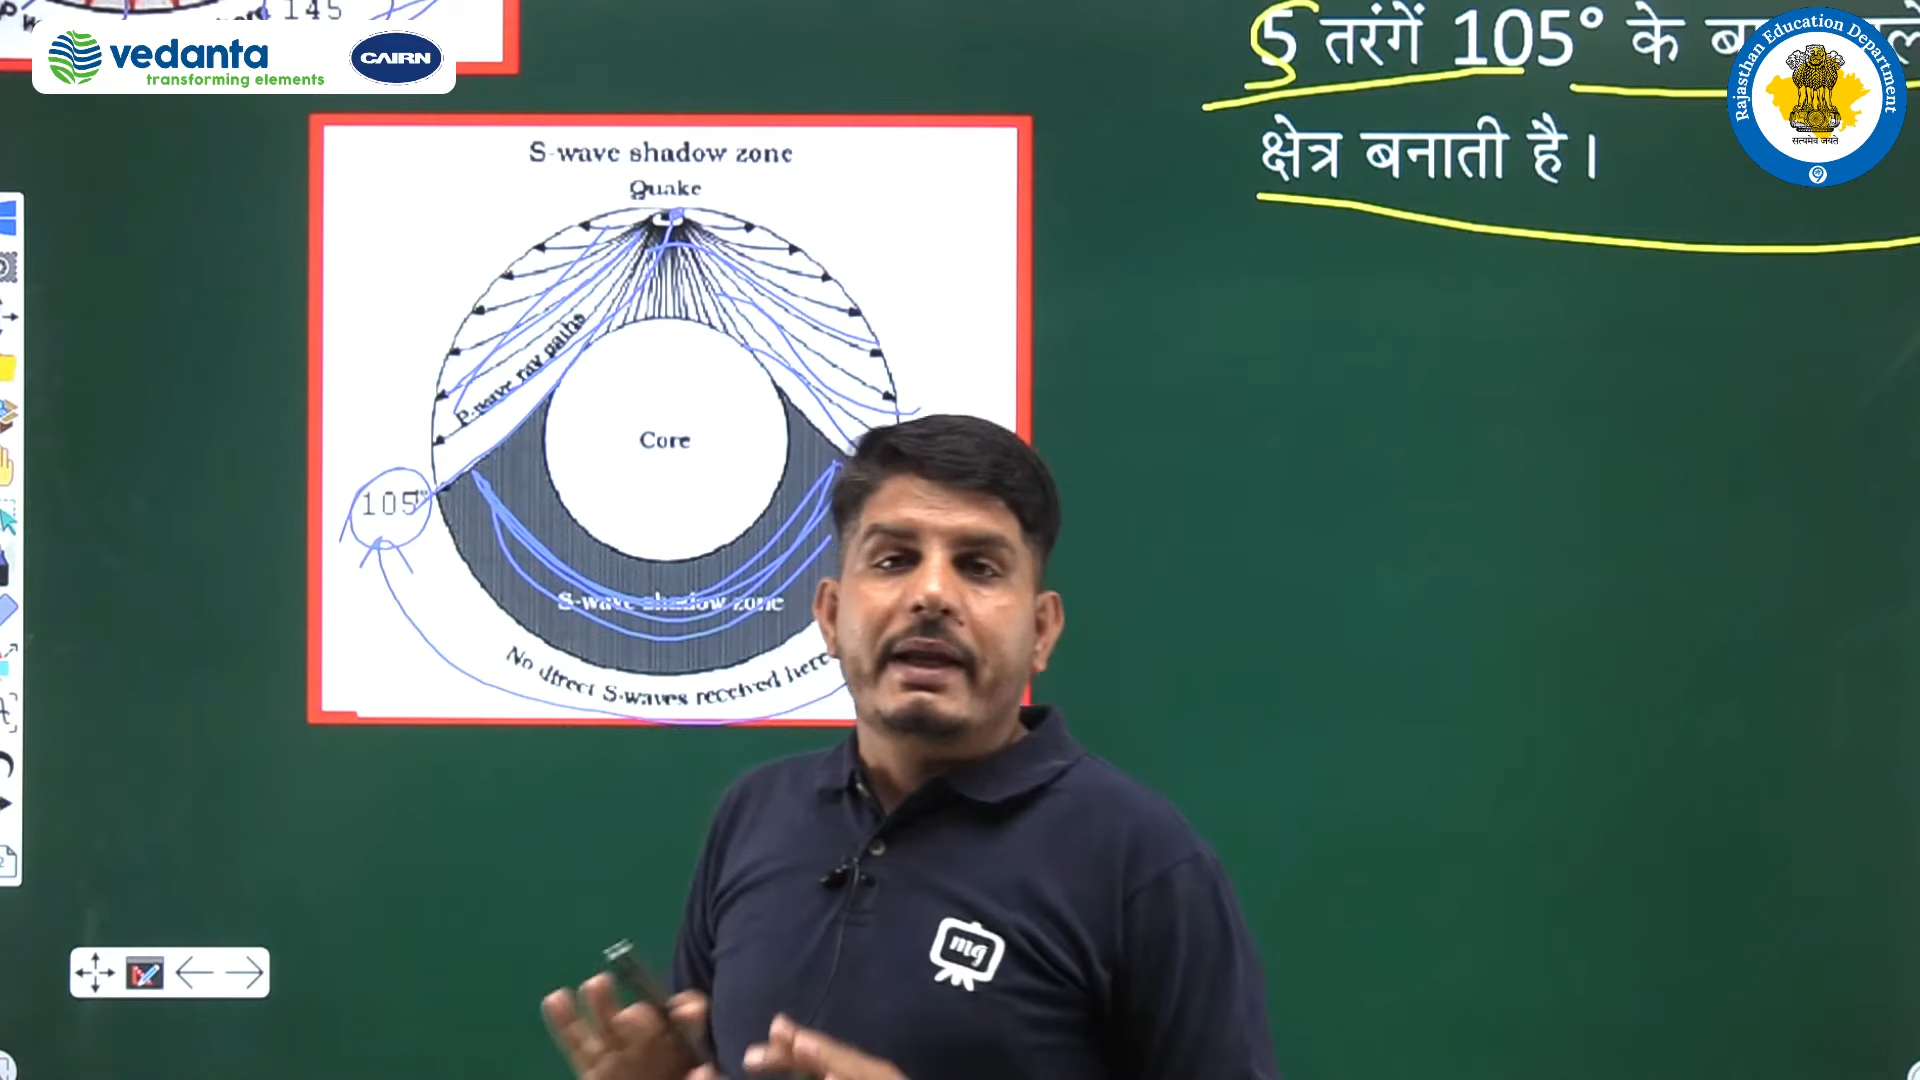 145
vedanta
transforming elements
CAIRN
S तरंगें 105° के
क्षेत्र बनाती है।
Rajasthan Education Department
सत्यमेव जयते
S-wave shadow zone
Quake
P-wave ray paths
Core
105°
S-wave shadow zone
No direct S-waves received here
mg